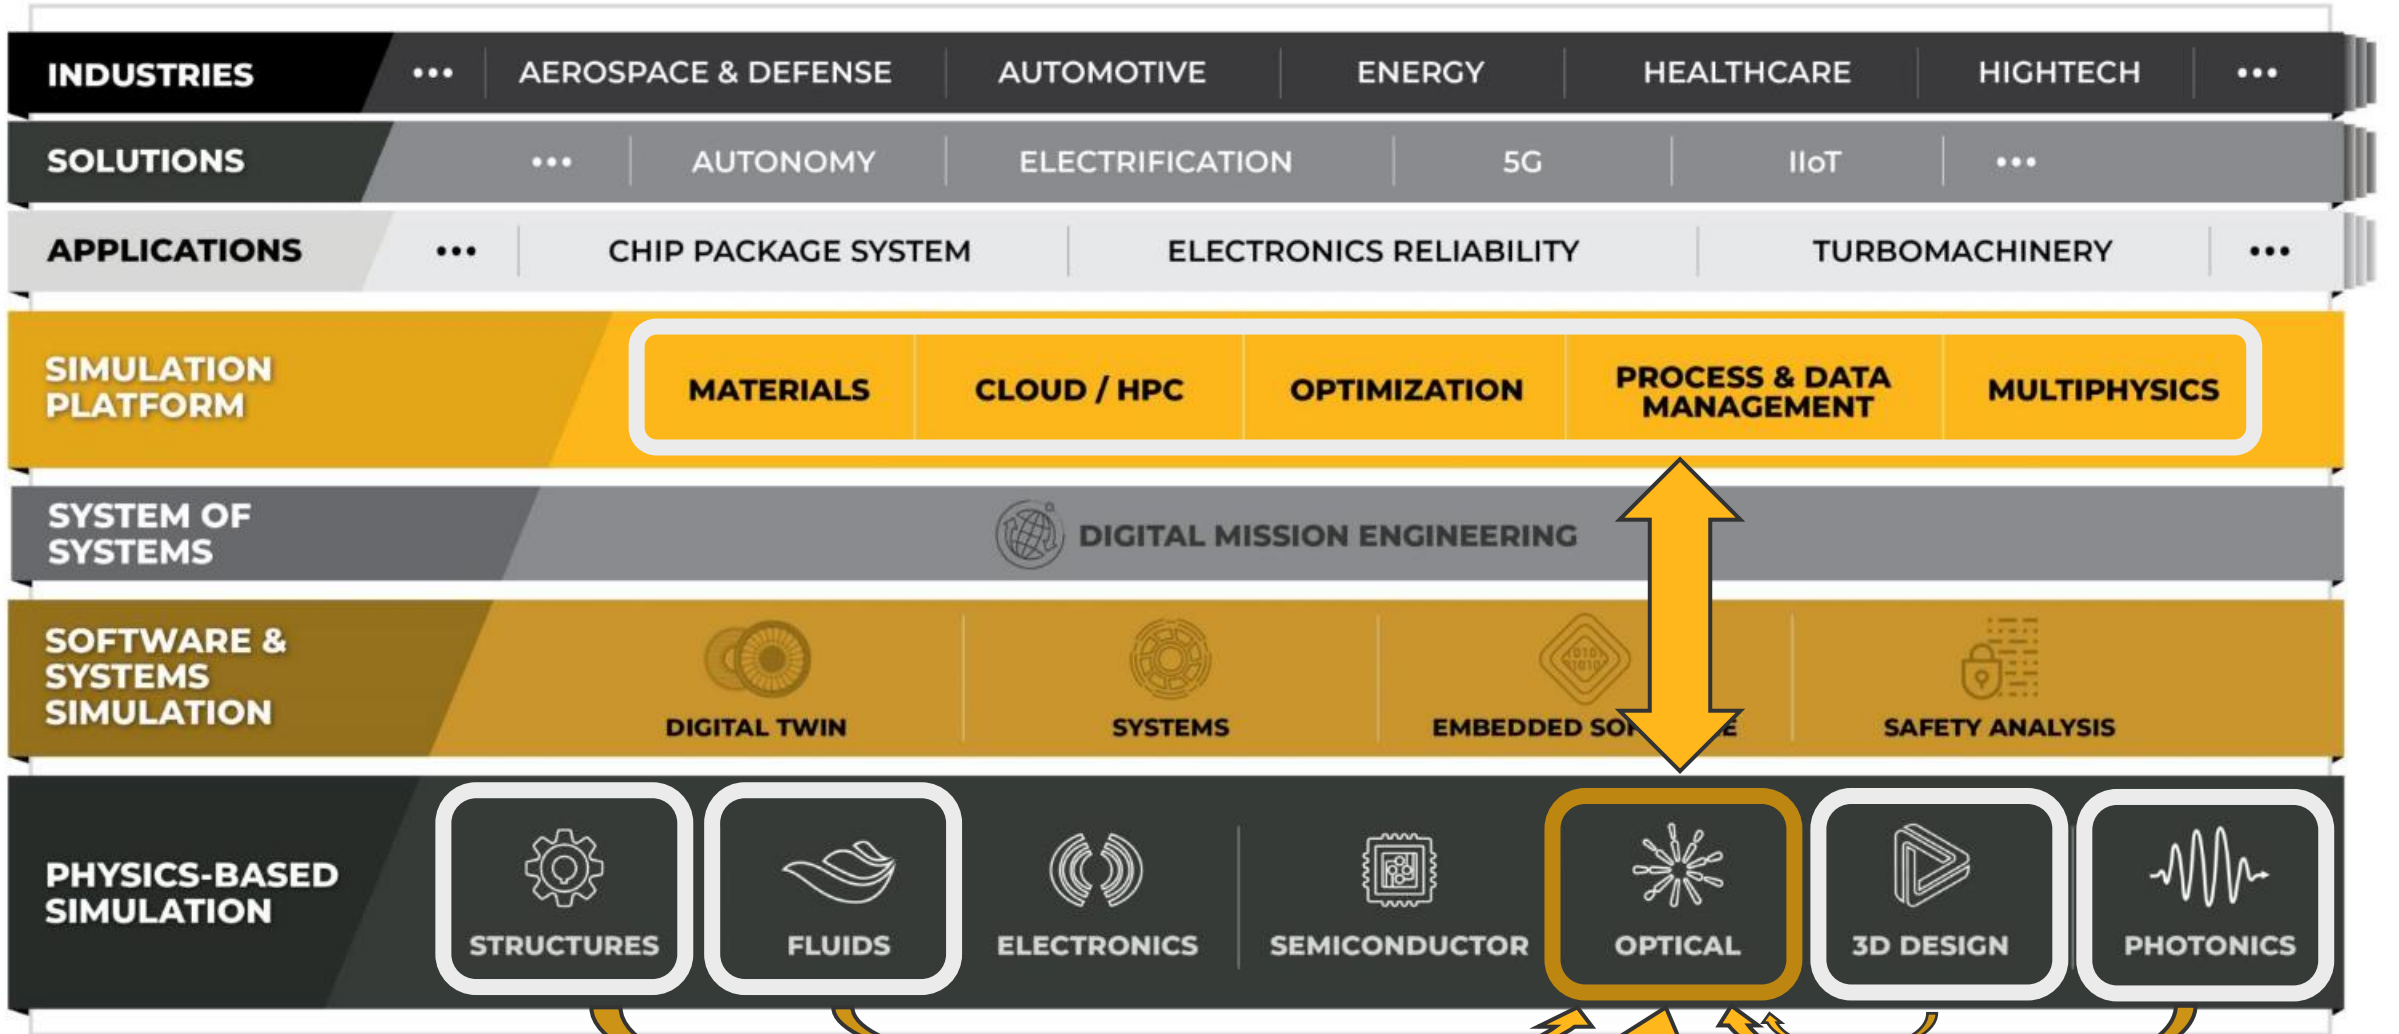 INDUSTRIES ••• AEROSPACE & DEFENSE AUTOMOTIVE ENERGY HEALTHCARE HIGHTECH •••
SOLUTIONS ••• AUTONOMY ELECTRIFICATION 5G IIoT •••
APPLICATIONS ••• CHIP PACKAGE SYSTEM ELECTRONICS RELIABILITY TURBOMACHINERY •••
SIMULATION
PLATFORM
MATERIALS
CLOUD / HPC
OPTIMIZATION
PROCESS & DATA
MANAGEMENT
MULTIPHYSICS
SYSTEM OF
SYSTEMS
DIGITAL MISSION ENGINEERING
SOFTWARE &
SYSTEMS
SIMULATION
DIGITAL TWIN
SYSTEMS
EMBEDDED
SAFETY ANALYSIS
PHYSICS-BASED
SIMULATION
STRUCTURES
FLUIDS
ELECTRONICS
SEMICONDUCTOR
OPTICAL
3D DESIGN
PHOTONICS